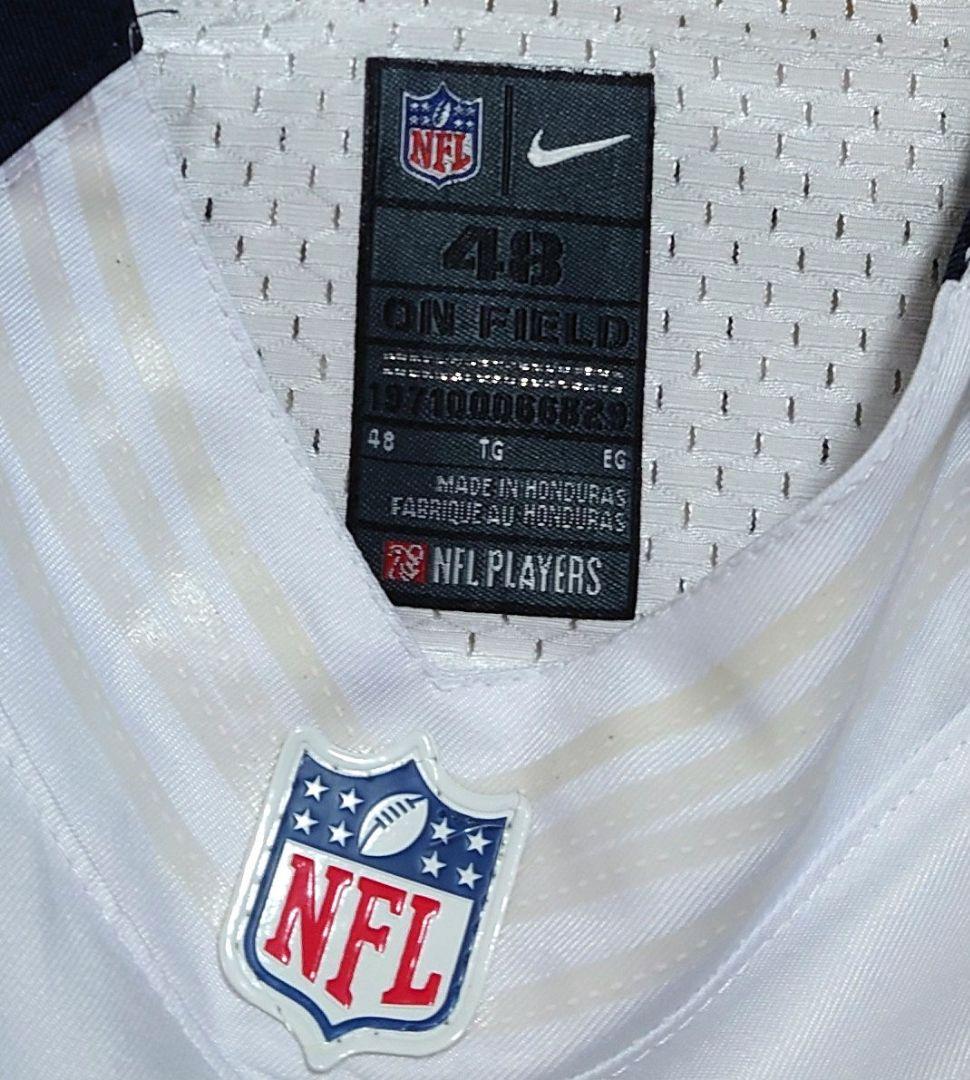 NFL
48
ON FIELD
48 TG EG
MADE IN HONDURAS
FABRIQUE AU HONDURAS
NFL PLAYERS
NFL